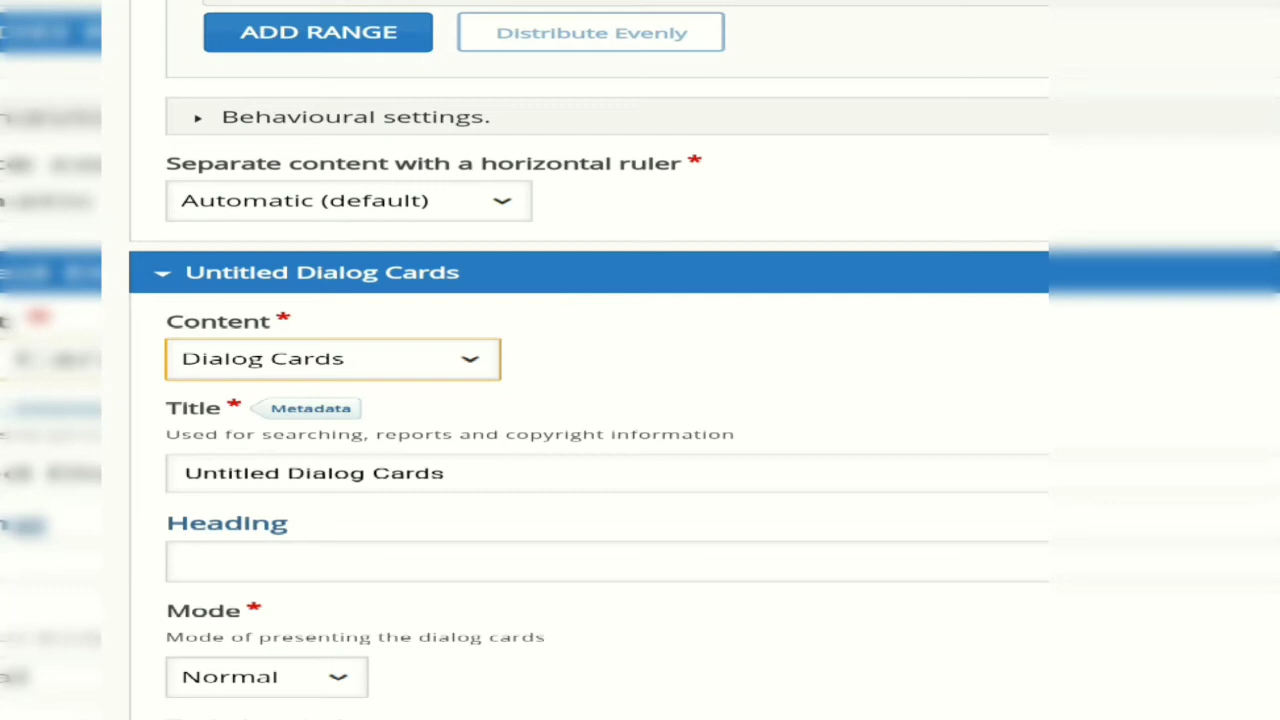 ADD RANGE Distribute Evenly
Behavioural settings.
Separate content with a horizontal ruler *
Automatic (default)
Untitled Dialog Cards
Content *
Dialog Cards
Title * Metadata
Used for searching, reports and copyright information
Untitled Dialog Cards
Heading
Mode *
Mode of presenting the dialog cards
Normal